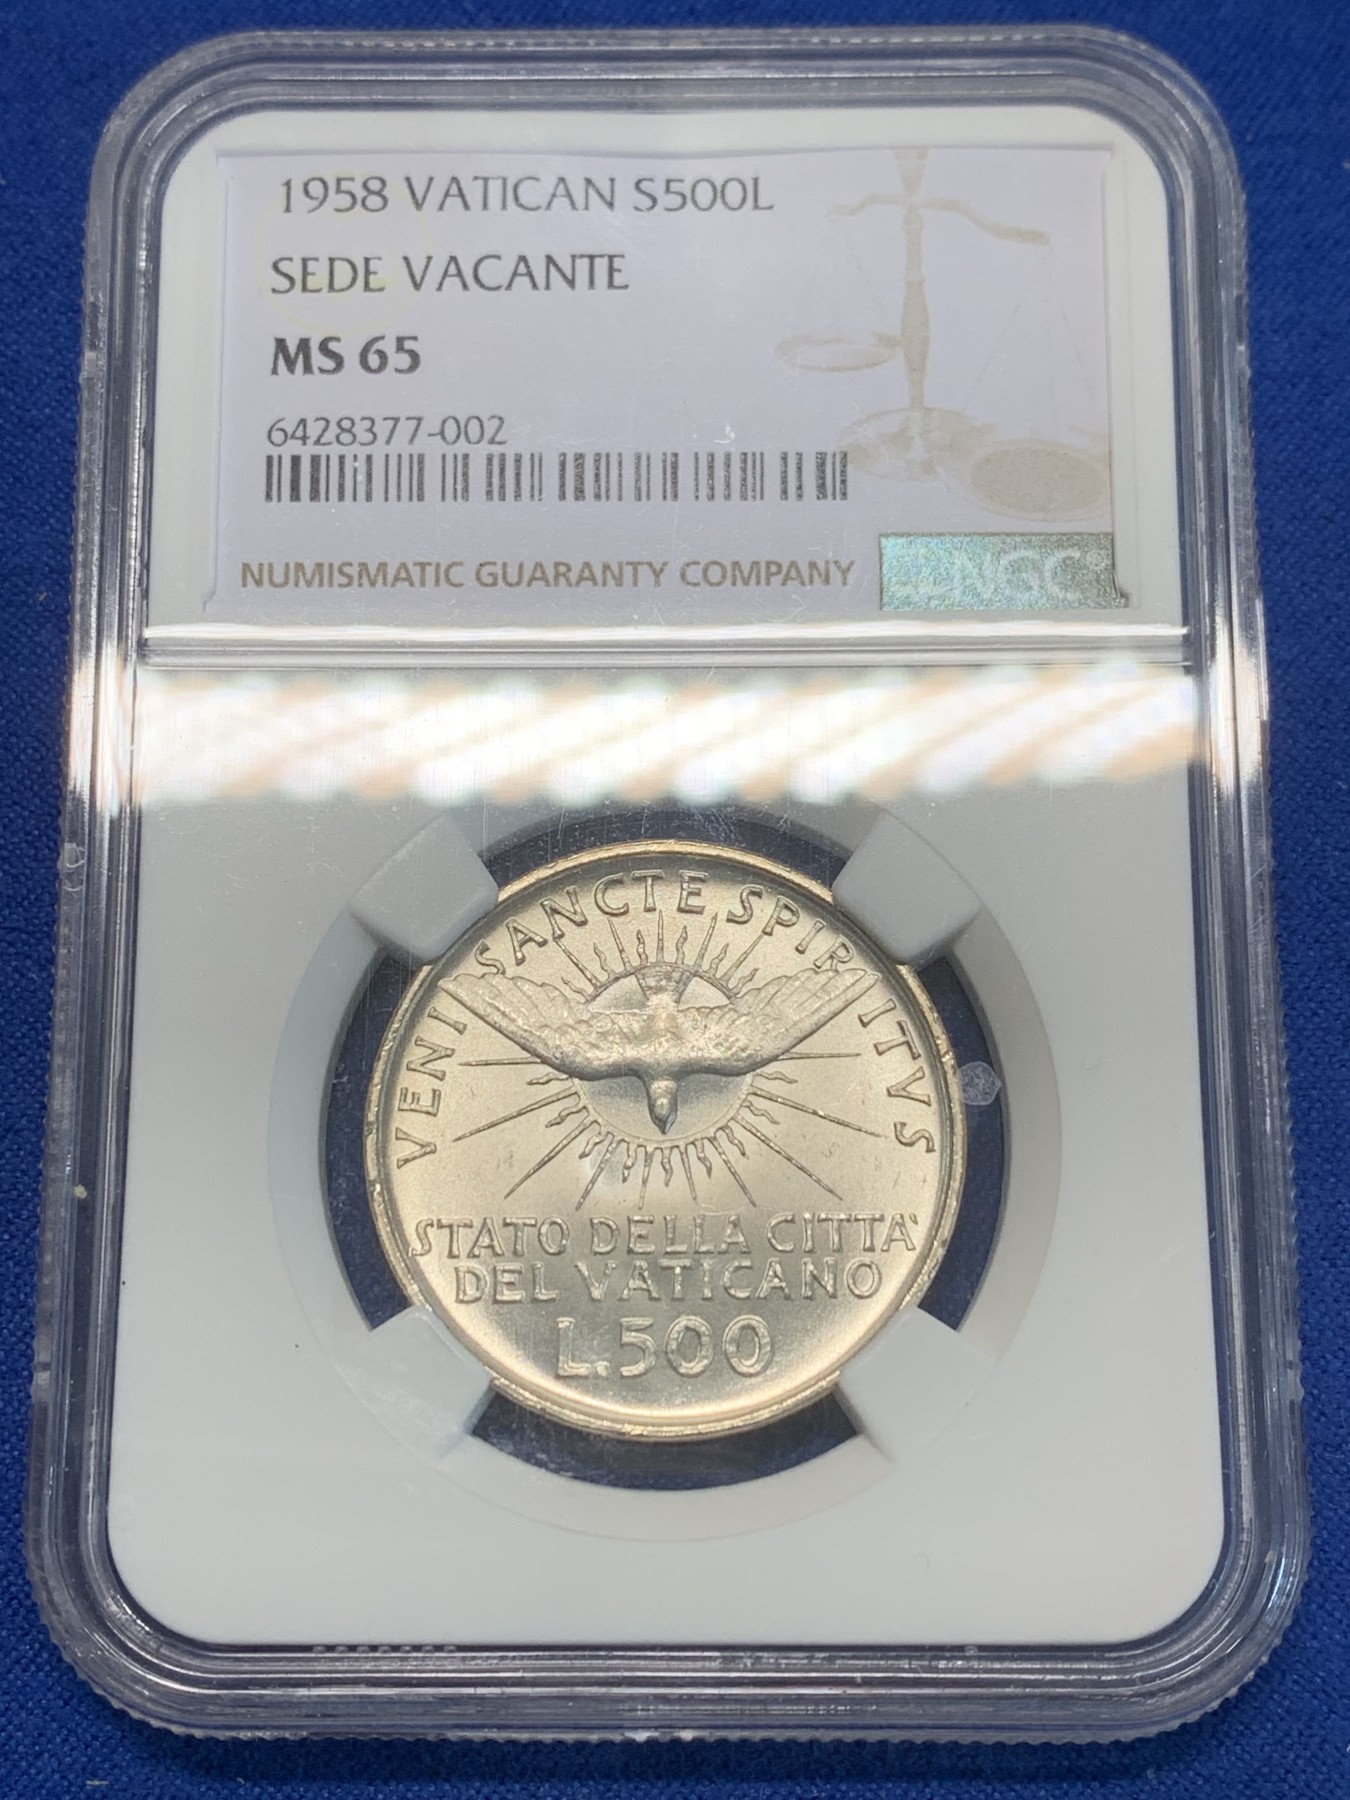 1958 VATICAN S500L
SEDE VACANTE
MS 65
6428377-002
NUMISMATIC GUARANTY COMPANY
NGC
VENI SANCTE SPIRITVS
STATO DELLA CITTÀ
DEL VATICANO
L.500